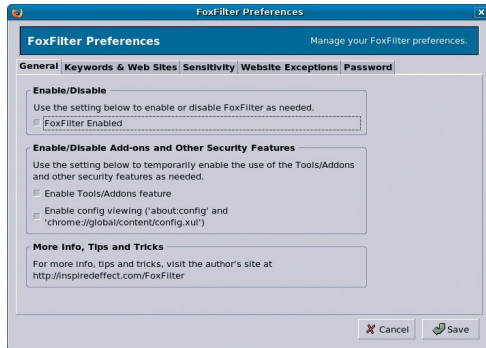 FoxFilter Preferences
FoxFilter Preferences
Manage your FoxFilter preferences.
General Keywords & Web Sites Sensitivity Website Exceptions Password
Enable/Disable
Use the setting below to enable or disable FoxFilter as needed.
FoxFilter Enabled
Enable/Disable Add-ons and Other Security Features
Use the setting below to temporarily enable the use of the Tools/Addons
and other security features as needed.
Enable Tools/Addons feature
Enable config viewing ('about:config' and
'chrome://global/content/config.xul')
More Info, Tips and Tricks
For more info, tips and tricks, visit the author's site at
http://inspiredeffect.com/FoxFilter
Cancel
Save